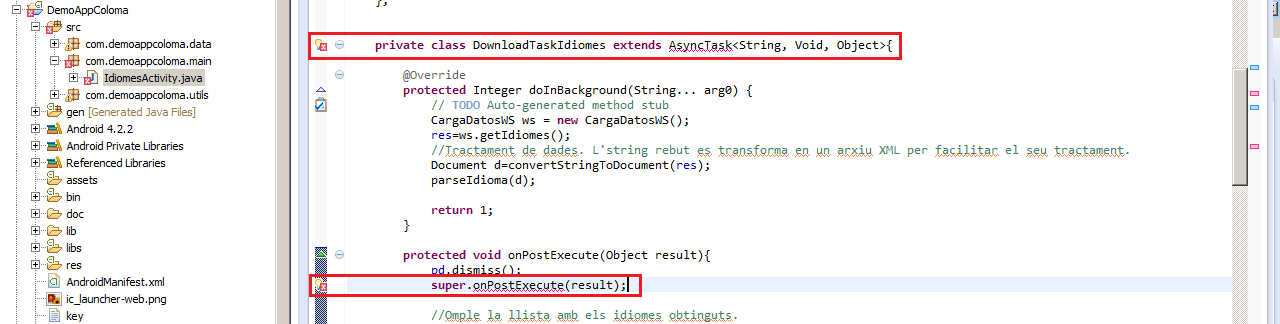 DemoAppColoma
src
com.demoappcoloma.data
com.demoappcoloma.main
IdiomesActivity.java
com.demoappcoloma.utils
gen [Generated Java Files]
Android 4.2.2
Android Private Libraries
Referenced Libraries
assets
bin
doc
lib
libs
res
AndroidManifest.xml
ic_launcher-web.png
key
};
private class DownloadTaskIdiomes extends AsyncTask<String, Void, Object>{
@Override
protected Integer doInBackground(String... arg0) {
// TODO Auto-generated method stub
CargaDatosWS ws = new CargaDatosWS();
res=ws.getIdiomes();
//Tractament de dades. L'string rebut es transforma en un arxiu XML per facilitar el seu tractament.
Document d=convertStringToDocument(res);
parseIdioma(d);
return 1;
}
protected void onPostExecute(Object result){
pd.dismiss();
super.onPostExecute(result);
//Omple la llista amb els idiomes obtinguts.